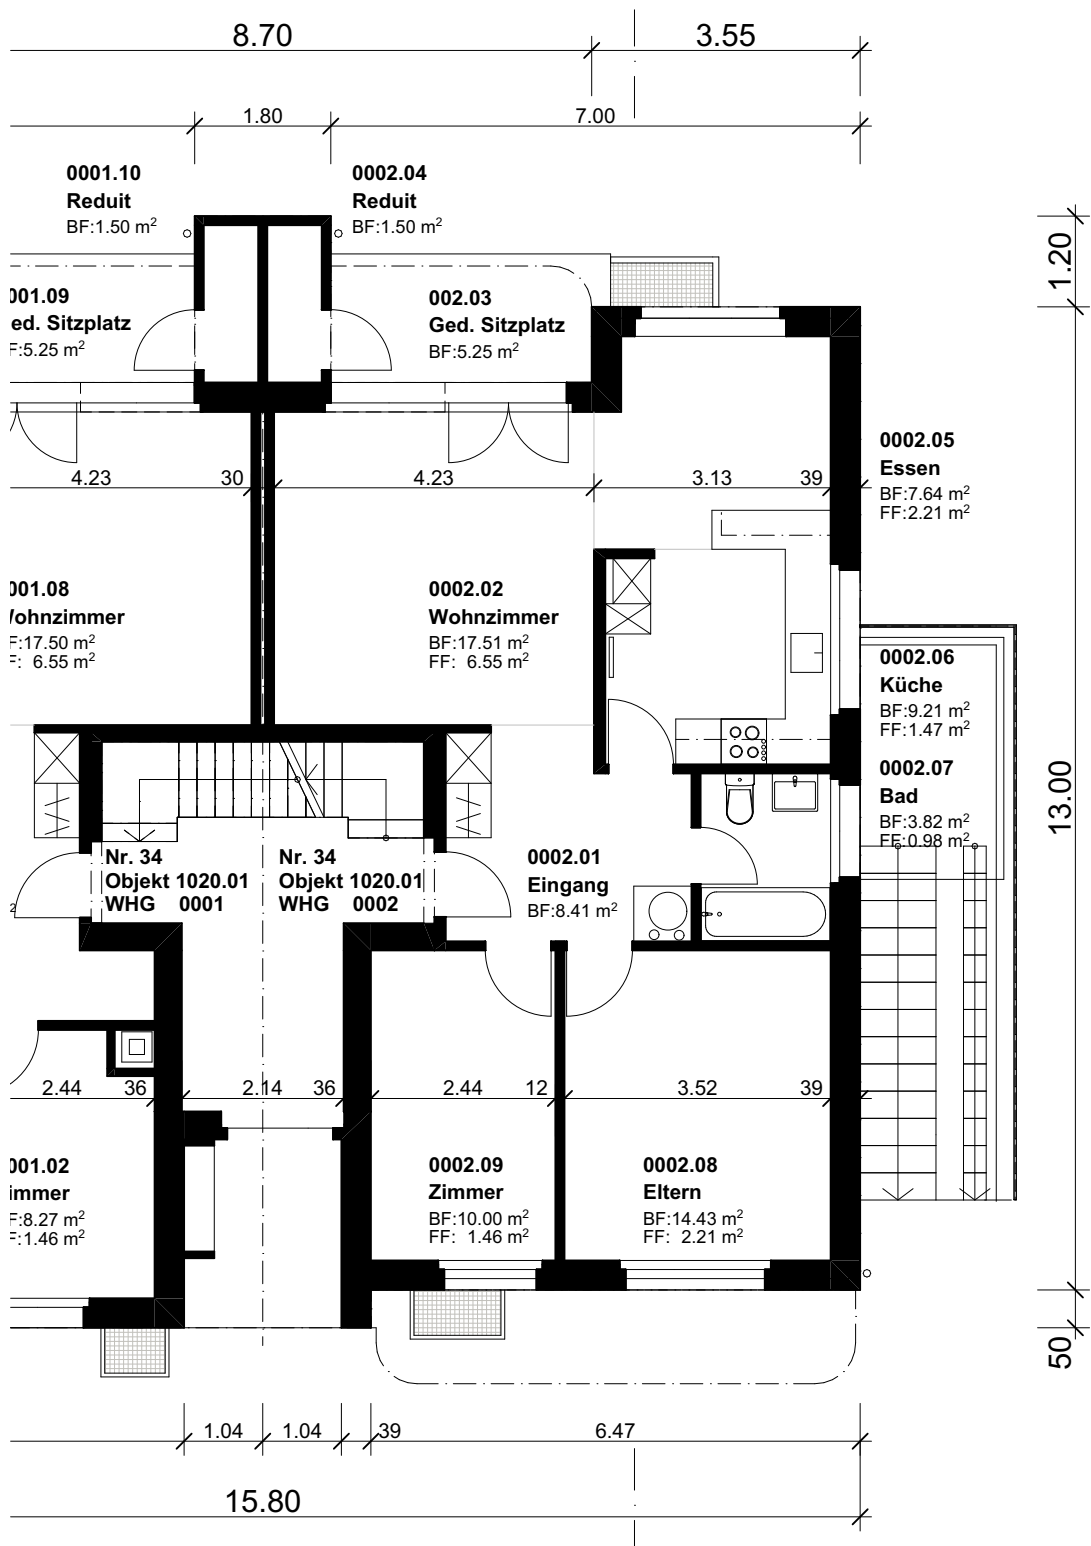 8.70
3.55
1.80
7.00
0001.10
Reduit
BF:1.50 m²
0002.04
Reduit
BF:1.50 m²
1.20
001.09
ed. Sitzplatz
F:5.25 m²
002.03
Ged. Sitzplatz
BF:5.25 m²
0002.05
Essen
BF:7.64 m²
FF:2.21 m²
4.23
30
4.23
3.13
39
001.08
Wohnzimmer
F:17.50 m²
F: 6.55 m²
0002.02
Wohnzimmer
BF:17.51 m²
FF: 6.55 m²
0002.06
Küche
BF:9.21 m²
FF:1.47 m²
0002.07
Bad
BF:3.82 m²
FF:0.98 m²
13.00
Nr. 34
Objekt 1020.01
WHG 0001
Nr. 34
Objekt 1020.01
WHG 0002
0002.01
Eingang
BF:8.41 m²
2
2.44
36
2.14
36
2.44
12
3.52
39
001.02
immer
F:8.27 m²
F:1.46 m²
0002.09
Zimmer
BF:10.00 m²
FF: 1.46 m²
0002.08
Eltern
BF:14.43 m²
FF: 2.21 m²
50
1.04
1.04
39
6.47
15.80